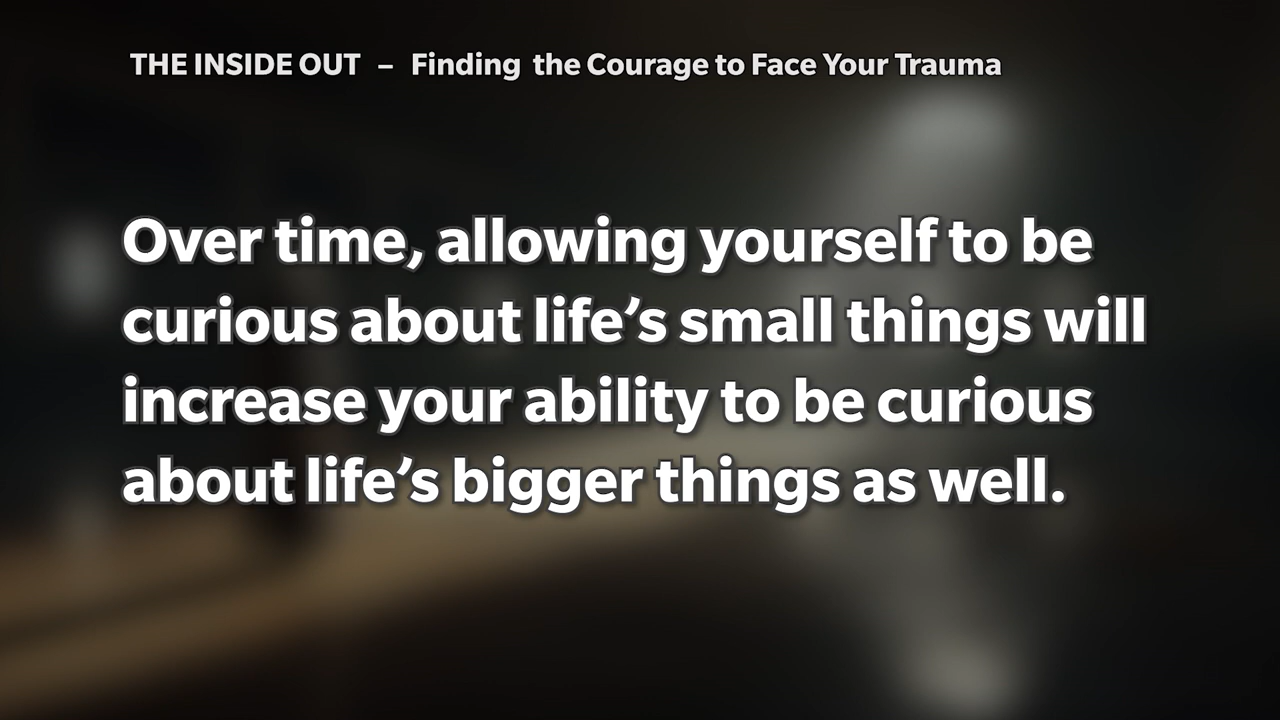 THE INSIDE OUT – Finding the Courage to Face Your Trauma
Over time, allowing yourself to be
curious about life’s small things will
increase your ability to be curious
about life’s bigger things as well.